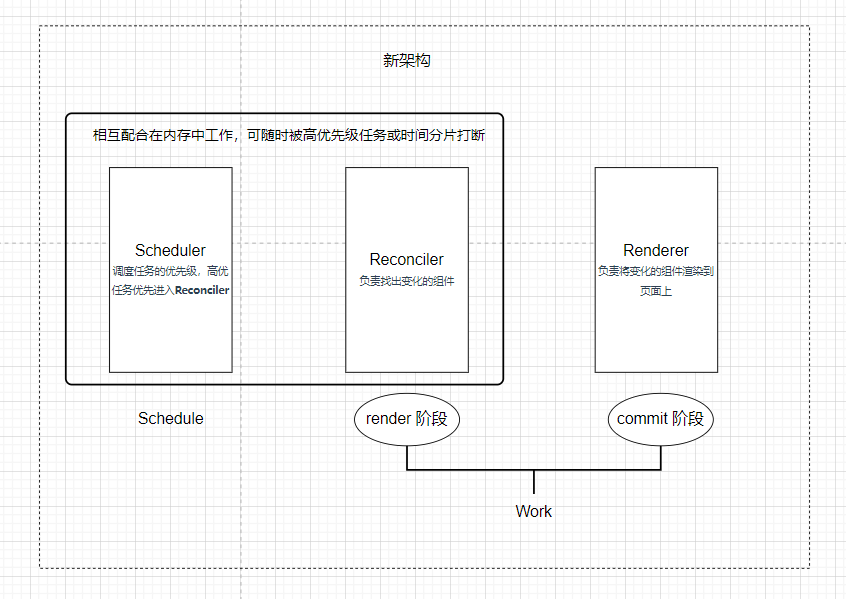 新架构
相互配合在内存中工作，可随时被高优先级任务或时间分片打断
Scheduler
调度任务的优先级，高优
任务优先进入Reconciler
Reconciler
负责找出变化的组件
Renderer
负责将变化的组件渲染到
页面上
Schedule
render 阶段
commit 阶段
Work